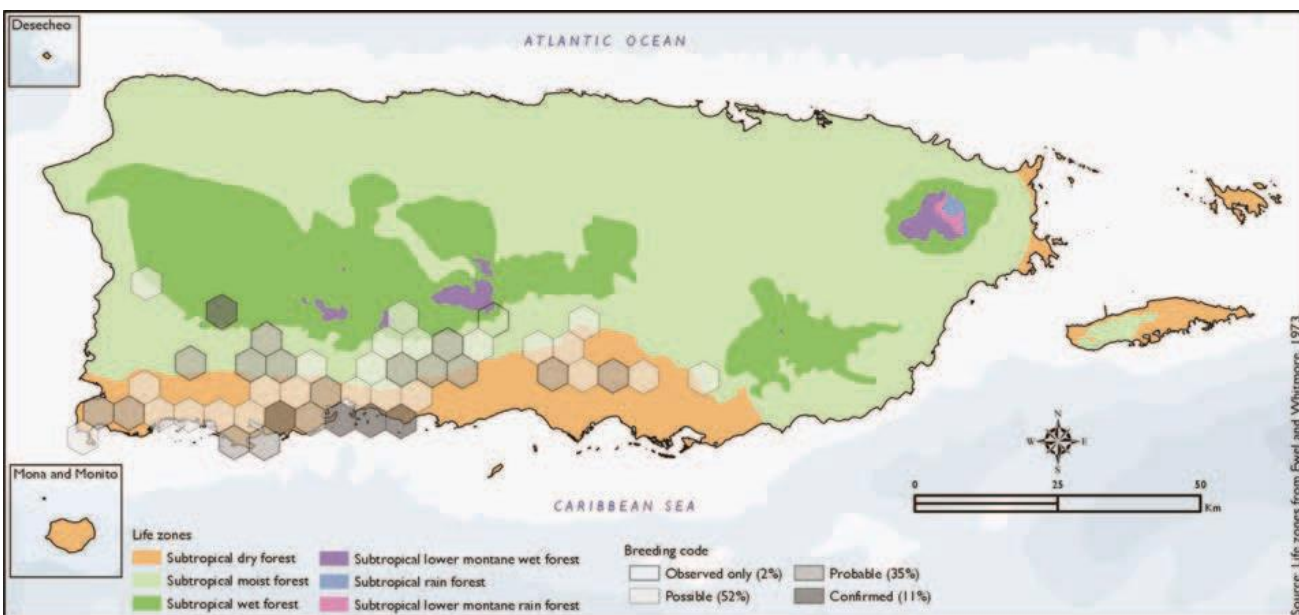 Desecheo
ATLANTIC OCEAN
N
W E
S
Mona and Monito
CARIBBEAN SEA
0 25 50
Km
Life zones
Subtropical dry forest
Subtropical moist forest
Subtropical wet forest
Subtropical lower montane wet forest
Subtropical rain forest
Subtropical lower montane rain forest
Breeding code
Observed only (2%)
Possible (52%)
Probable (35%)
Confirmed (11%)
Source: Life zones from Ewel and Whitmore, 1973